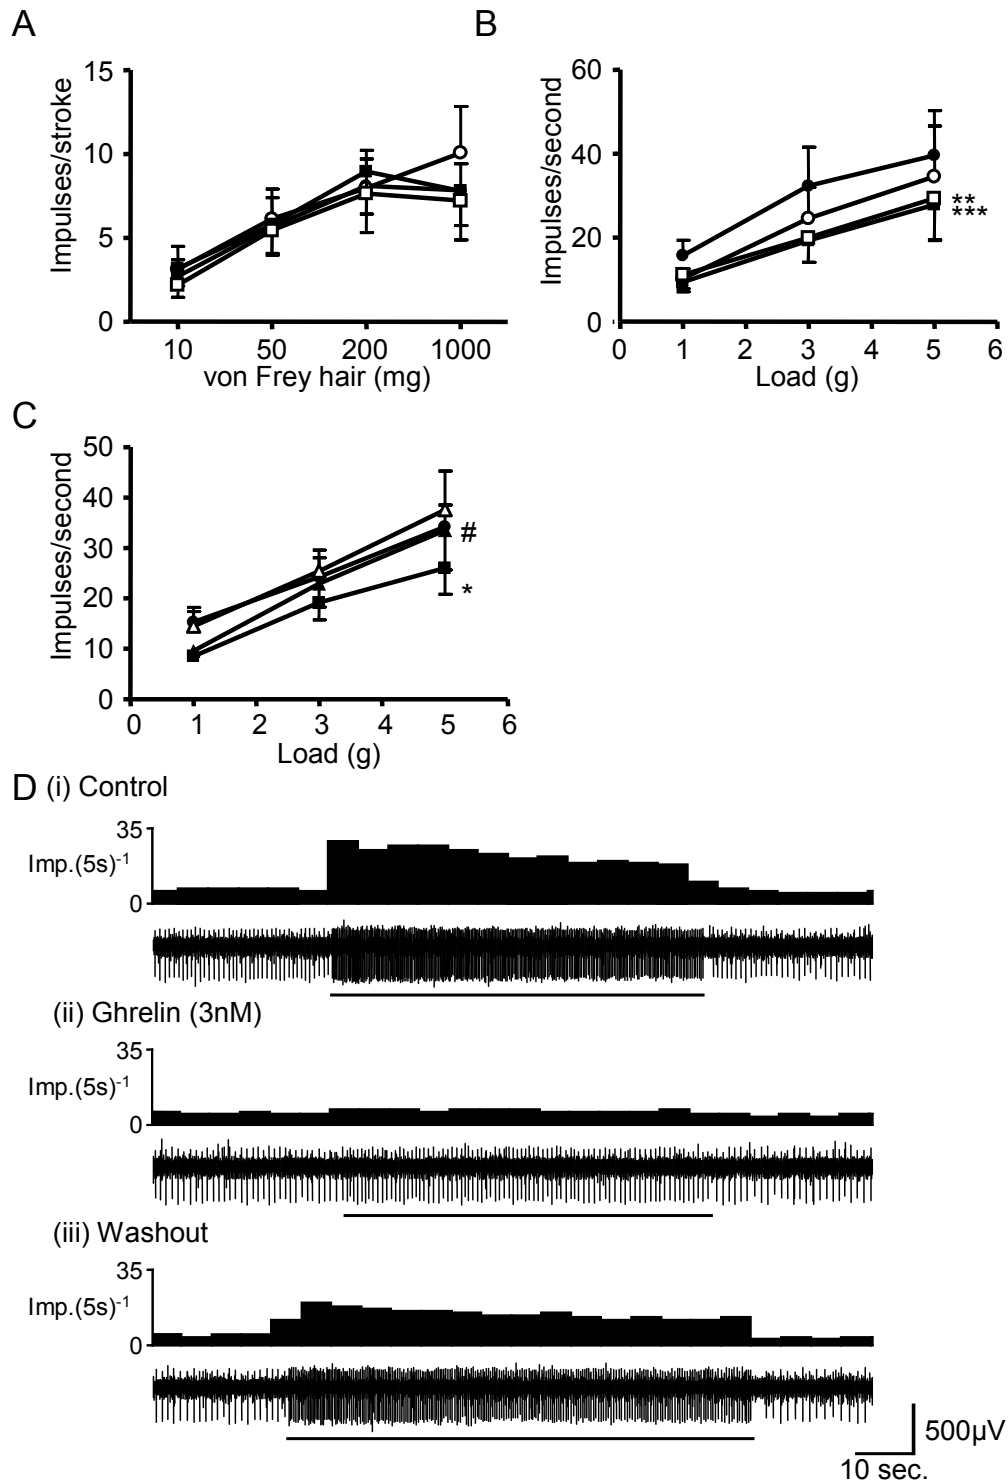 A
Impulses/stroke
15
10
5
0
10 50 200 1000
von Frey hair (mg)
B
Impulses/second
60
40
20
0
**
***
0 1 2 3 4 5 6
Load (g)
C
Impulses/second
50
40
30
20
10
0
#
*
0 1 2 3 4 5 6
Load (g)
D (i) Control
35
Imp.(5s)-1
0
(ii) Ghrelin (3nM)
35
Imp.(5s)-1
0
(iii) Washout
35
Imp.(5s)-1
0
500µV
10 sec.